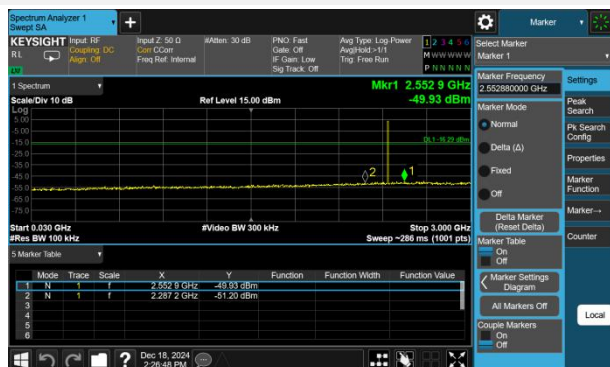 Spectrum Analyzer 1
Swept SA
Marker
KEYSIGHT Input: RF Input Z: 50 Ω #Atten: 30 dB PNO: Fast Avg Type: Log-Power 1 2 3 4 5 6
RL Coupling: DC Corr CCorr Gate: Off Avg|Hold:>1/1 M W W W W W
Align: Off Freq Ref: Internal IF Gain: Low Trig: Free Run P N N N N N
Sig Track: Off
LW
Select Marker
Marker 1
1 Spectrum
Mkr1 2.552 9 GHz
Scale/Div 10 dB Ref Level 15.00 dBm -49.93 dBm
Log
5.00
-5.00
-15.0
DL1 -16.29 dBm
-25.0
-35.0
-45.0
2 1
-55.0
-65.0
-75.0
Start 0.030 GHz #Video BW 300 kHz Stop 3.000 GHz
#Res BW 100 kHz Sweep ~286 ms (1001 pts)
5 Marker Table
Mode Trace Scale X Y Function Function Width Function Value
1 N 1 f 2.552 9 GHz -49.93 dBm
2 N 1 f 2.287 2 GHz -51.20 dBm
3
4
5
6
Dec 18, 2024
2:26:48 PM
?
Marker Frequency
2.552880000 GHz
Marker Mode
Normal
Delta (Δ)
Fixed
Off
Delta Marker
(Reset Delta)
Marker Table
On
Off
Marker Settings
Diagram
All Markers Off
Couple Markers
On
Off
Settings
Peak
Search
Pk Search
Config
Properties
Marker
Function
Marker→
Counter
Local